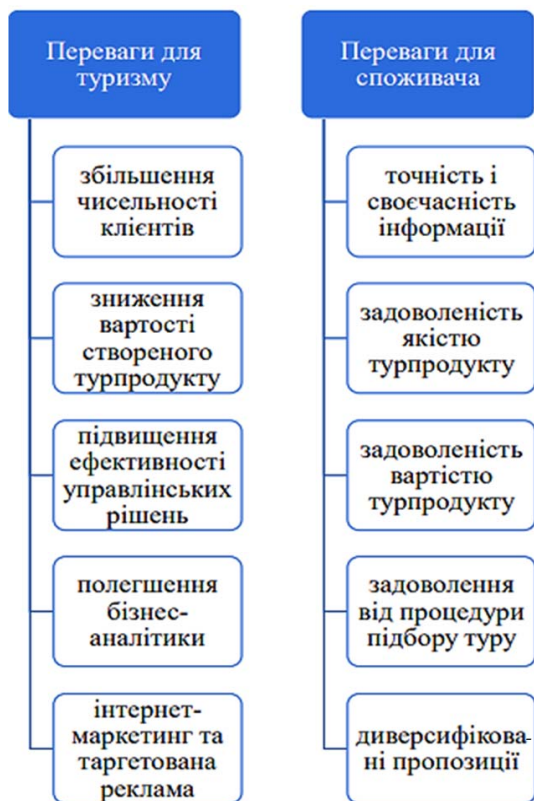 Переваги для
туризму
збільшення
чисельності
клієнтів
зниження
вартості
створеного
турпродукту
підвищення
ефективності
управлінських
рішень
полегшення
бізнес-
аналітики
інтернет-
маркетинг та
таргетована
реклама
Переваги для
споживача
точність і
своєчасність
інформації
задоволеність
якістю
турпродукту
задоволеність
вартістю
турпродукту
задоволення
від процедури
підбору туру
диверсифікова-
ні пропозиції